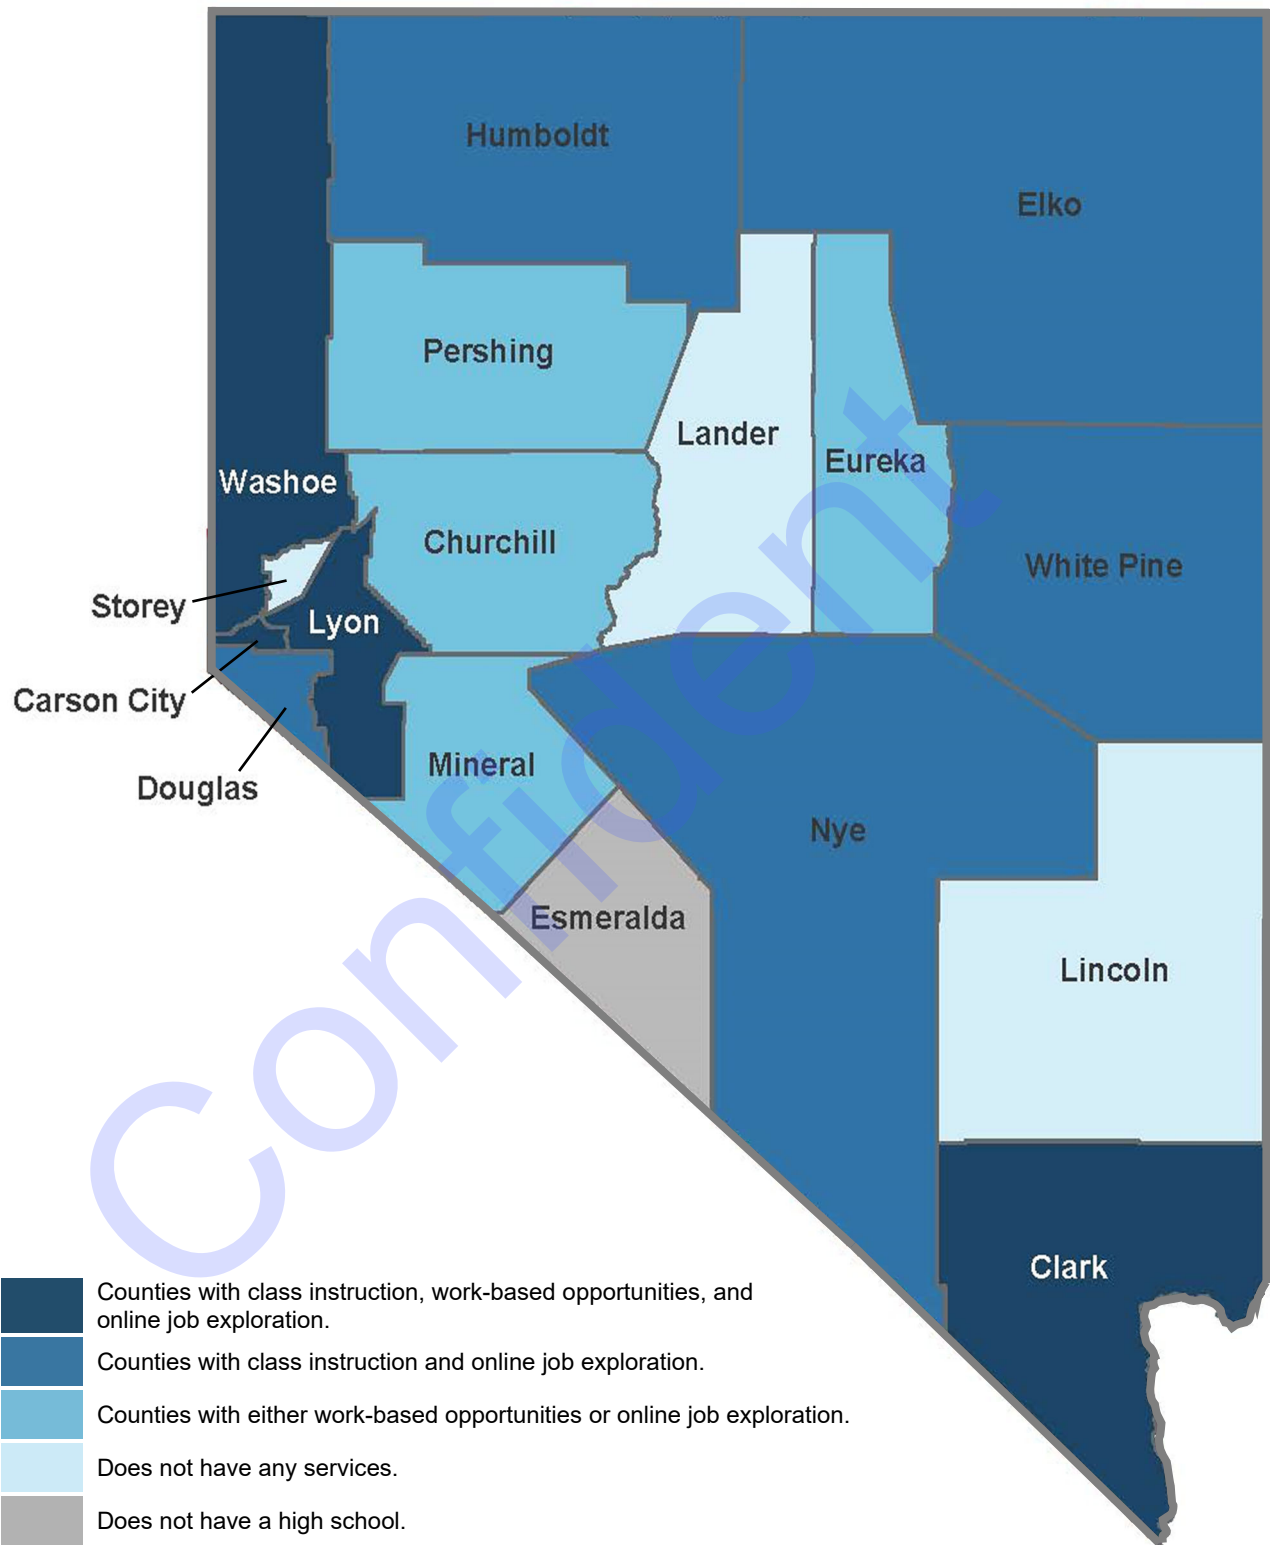 Humboldt
Elko
Pershing
Lander
Eureka
Washoe
Churchill
White Pine
Storey
Lyon
Carson City
Mineral
Douglas
Nye
Esmeralda
Lincoln
Clark
Confident
Counties with class instruction, work-based opportunities, and
online job exploration.
Counties with class instruction and online job exploration.
Counties with either work-based opportunities or online job exploration.
Does not have any services.
Does not have a high school.